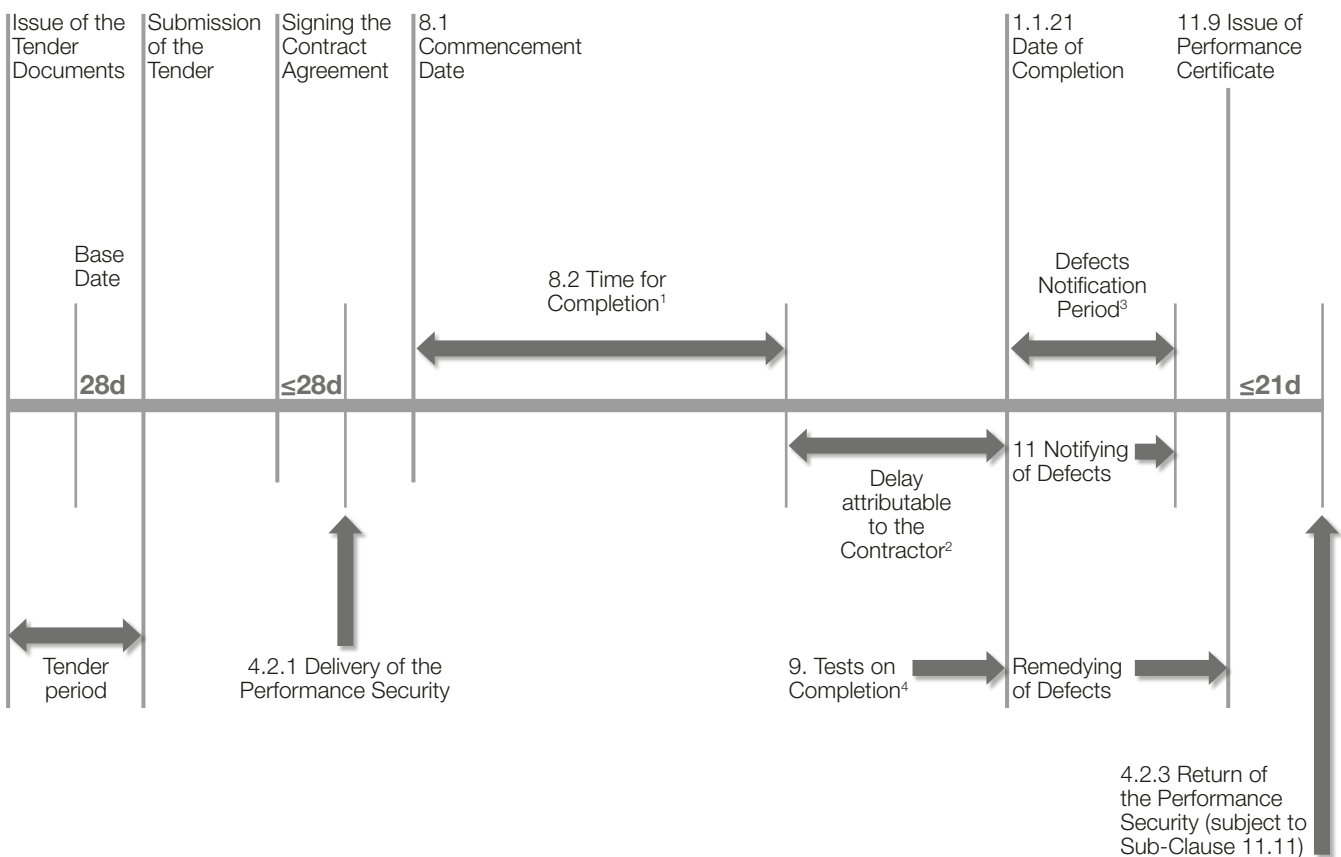 Issue of the
Tender
Documents
Submission
of the
Tender
Signing the
Contract
Agreement
8.1
Commencement
Date
1.1.21
Date of
Completion
11.9 Issue of
Performance
Certificate
Base
Date
8.2 Time for
Completion¹
Defects
Notification
Period³
28d
≤28d
≤21d
Delay
attributable
to the
Contractor²
11 Notifying
of Defects
Tender
period
4.2.1 Delivery of the
Performance Security
9. Tests on
Completion⁴
Remedying
of Defects
4.2.3 Return of
the Performance
Security (subject to
Sub-Clause 11.11)